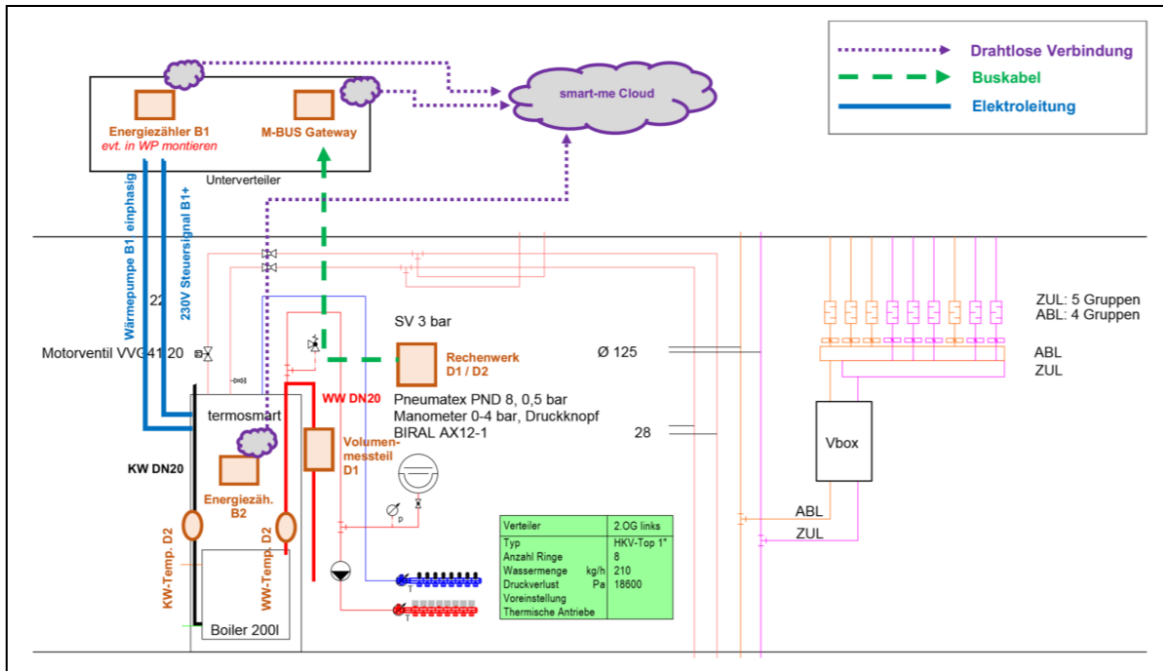 Drahtlose Verbindung
Buskabel
Elektroleitung
smart-me Cloud
Energiezähler B1
evt. in WP montieren
M-BUS Gateway
Unterverteiler
Wärmepumpe B1 einphasig
230V Steuersignal B1+
22
Motorventil VVG41 20
SV 3 bar
Rechenwerk
D1 / D2
Pneumatex PND 8, 0,5 bar
Manometer 0-4 bar, Druckknopf
BIRAL AX12-1
Ø 125
28
ZUL: 5 Gruppen
ABL: 4 Gruppen
ABL
ZUL
Vbox
ABL
ZUL
termosmart
WW DN20
KW DN20
Volumen-
messteil
D1
Energiezäh.
B2
KW-Temp. D2
WW-Temp. D2
Boiler 200l
p
T
T
Verteiler 2.OG links
Typ HKV-Top 1"
Anzahl Ringe 8
Wassermenge kg/h 210
Druckverlust Pa 18600
Voreinstellung
Thermische Antriebe